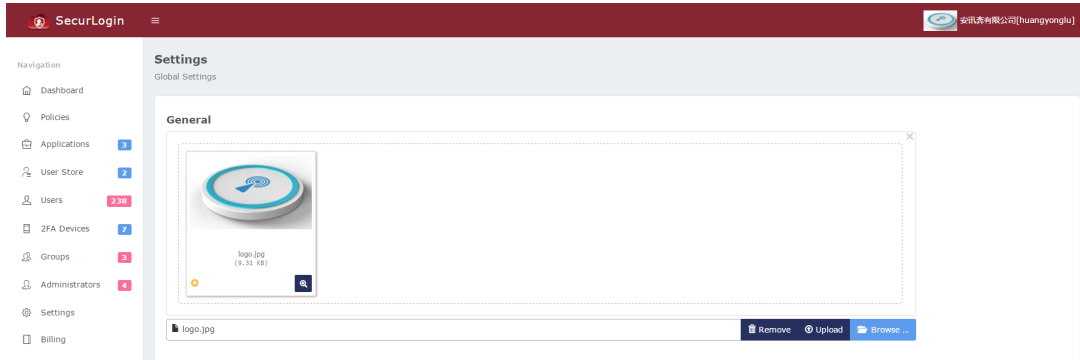 SecurLogin
安讯奔有限公司[huangyonglu]
Navigation
Dashboard
Policies
Applications 3
User Store 2
Users 238
2FA Devices 7
Groups 3
Administrators 4
Settings
Billing
Settings
Global Settings
General
logo.jpg
(9.31 KB)
logo.jpg
Remove
Upload
Browse ...